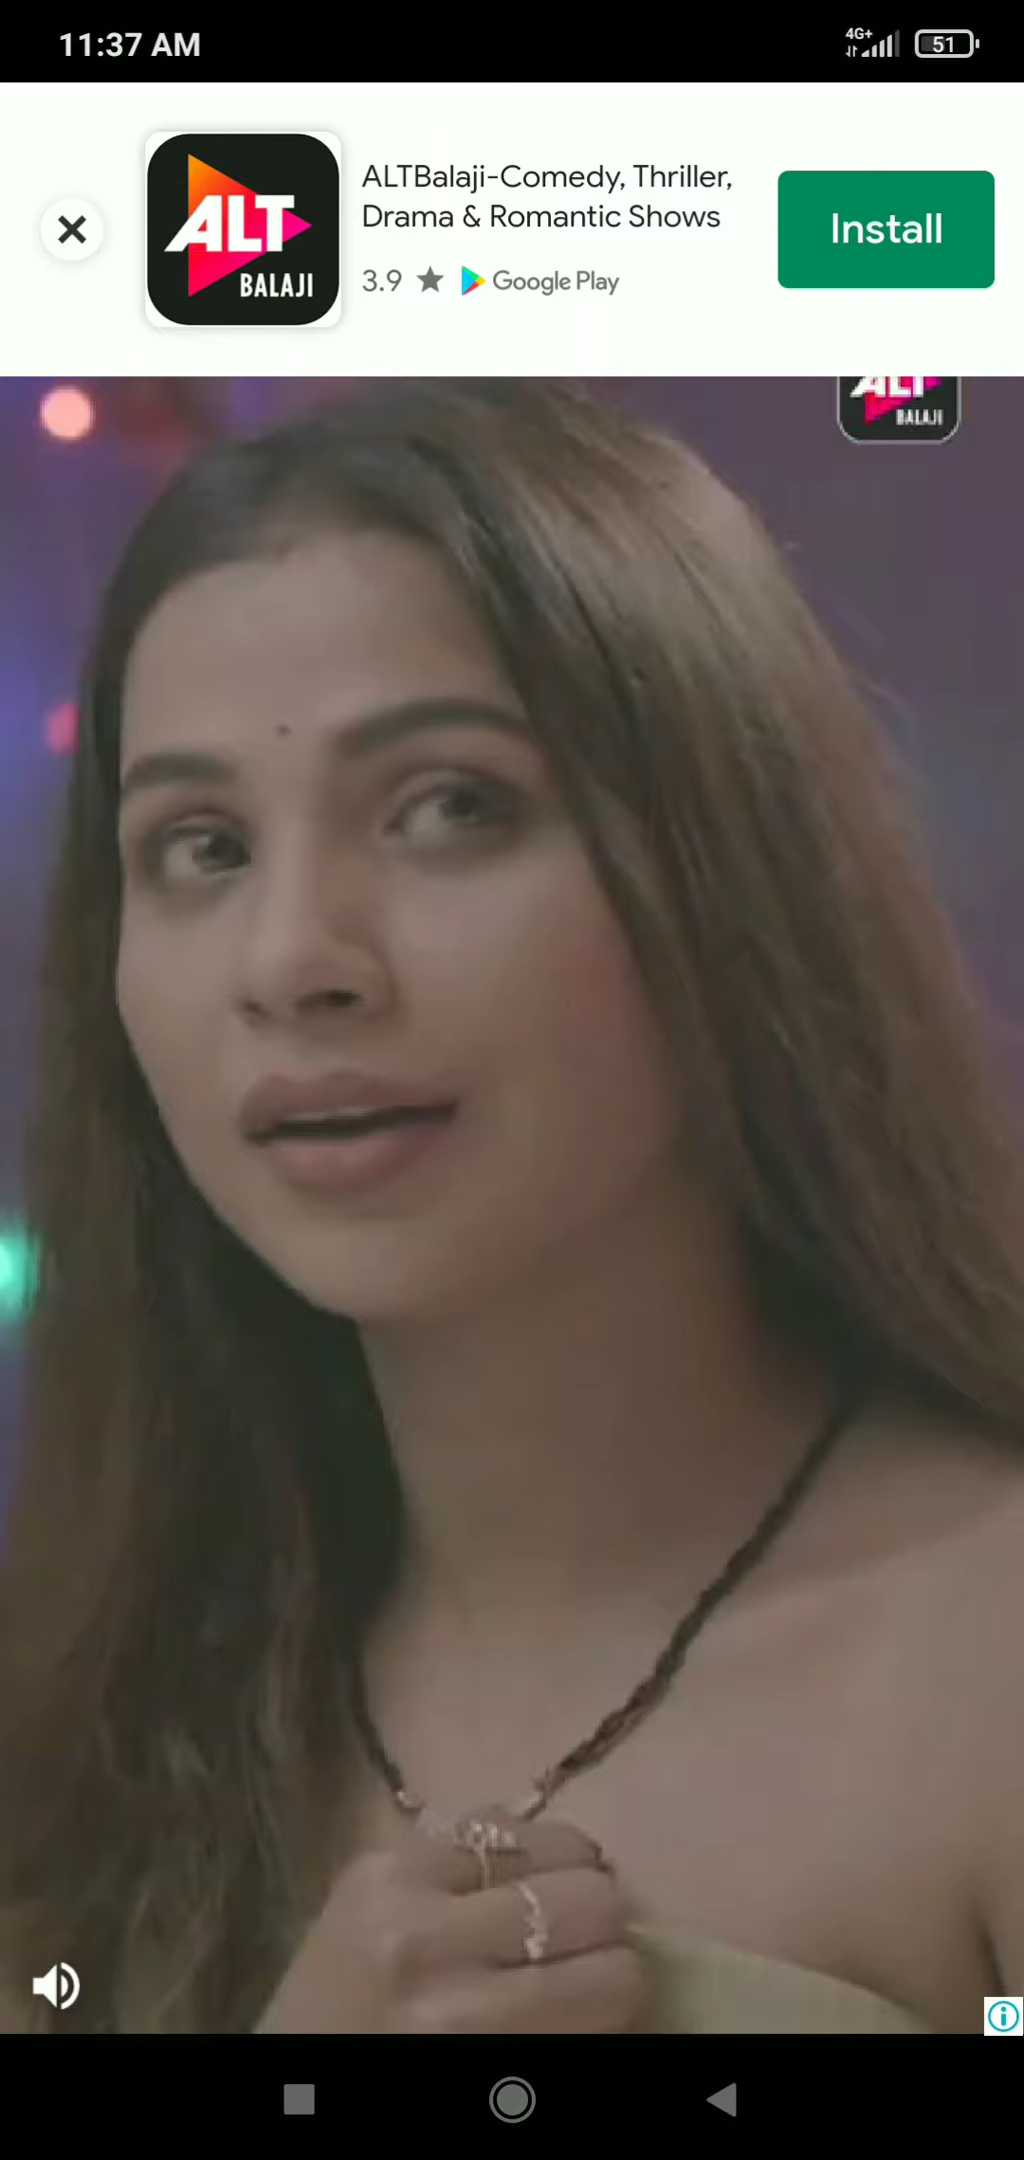 11:37 AM
4G+
51
ALT
BALAJI
ALTBalaji-Comedy, Thriller,
Drama & Romantic Shows
3.9 ★ Google Play
Install
ALT
BALAJI